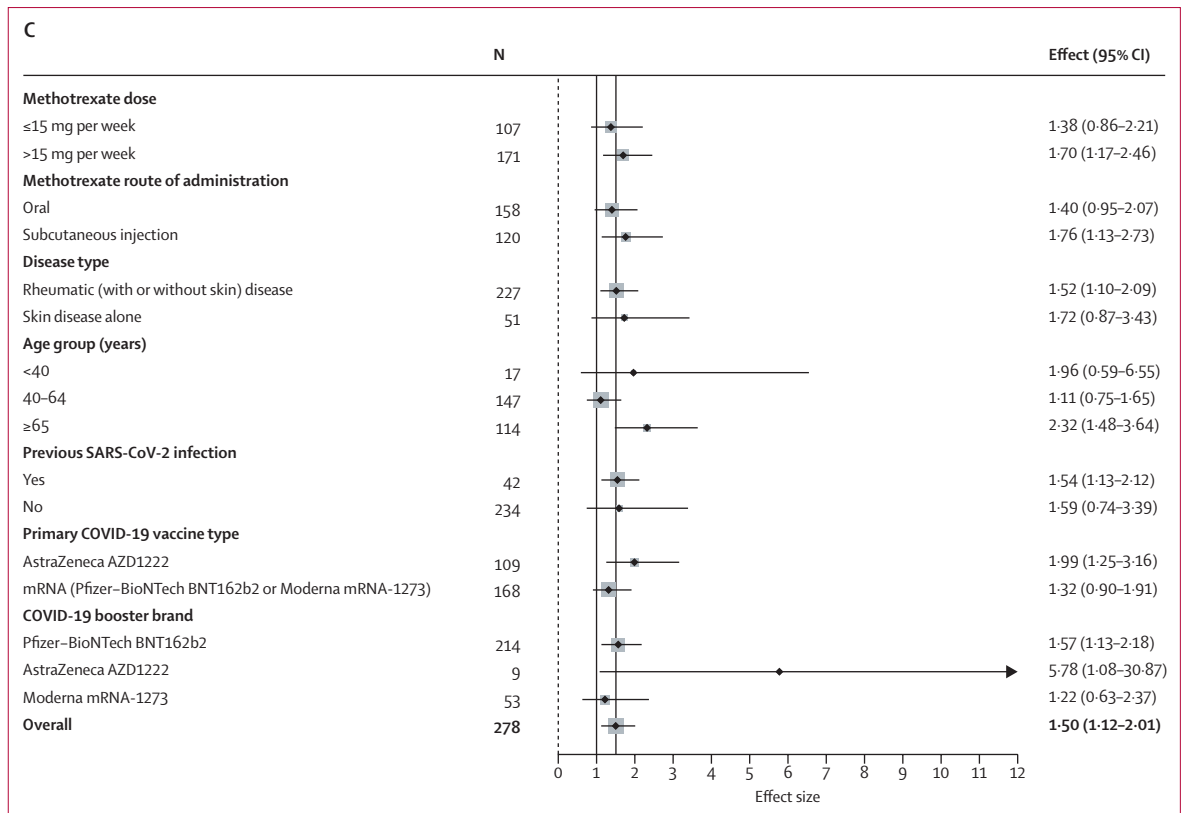 C
N Effect (95% CI)
Methotrexate dose
≤15 mg per week 107 1·38 (0·86–2·21)
>15 mg per week 171 1·70 (1·17–2·46)
Methotrexate route of administration
Oral 158 1·40 (0·95–2·07)
Subcutaneous injection 120 1·76 (1·13–2·73)
Disease type
Rheumatic (with or without skin) disease 227 1·52 (1·10–2·09)
Skin disease alone 51 1·72 (0·87–3·43)
Age group (years)
<40 17 1·96 (0·59–6·55)
40–64 147 1·11 (0·75–1·65)
≥65 114 2·32 (1·48–3·64)
Previous SARS-CoV-2 infection
Yes 42 1·54 (1·13–2·12)
No 234 1·59 (0·74–3·39)
Primary COVID-19 vaccine type
AstraZeneca AZD1222 109 1·99 (1·25–3·16)
mRNA (Pfizer–BioNTech BNT162b2 or Moderna mRNA-1273) 168 1·32 (0·90–1·91)
COVID-19 booster brand
Pfizer–BioNTech BNT162b2 214 1·57 (1·13–2·18)
AstraZeneca AZD1222 9 5·78 (1·08–30·87)
Moderna mRNA-1273 53 1·22 (0·63–2·37)
Overall 278 1·50 (1·12–2·01)
0 1 2 3 4 5 6 7 8 9 10 11 12
Effect size